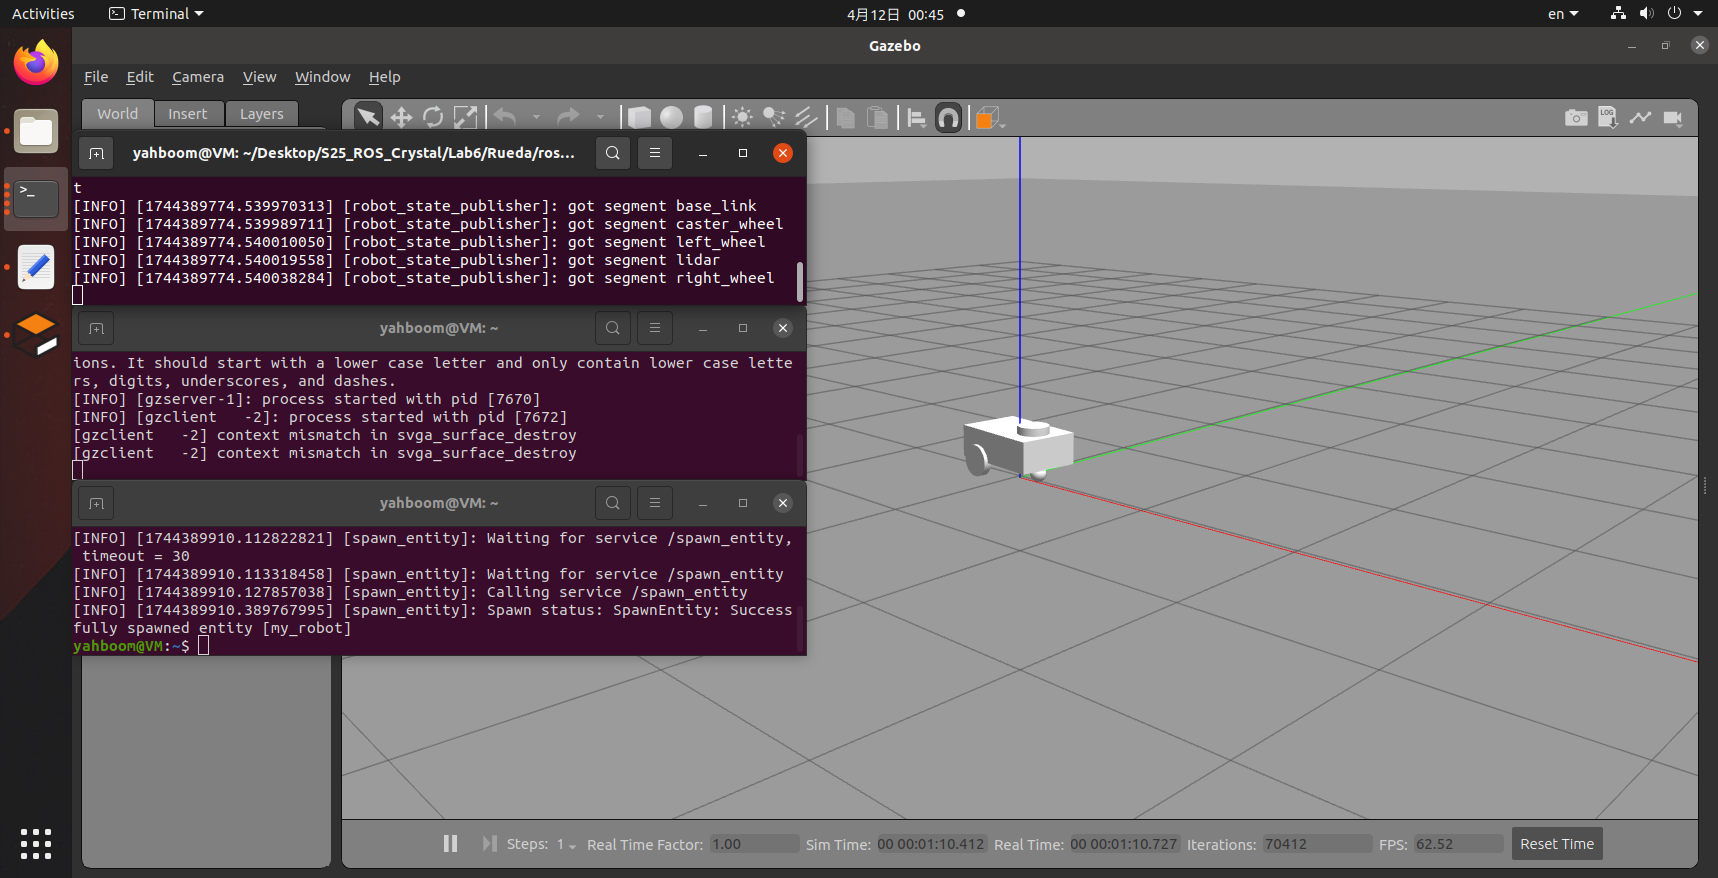 Activities
Terminal
4月12日 00:45
en
Gazebo
File Edit Camera View Window Help
World Insert Layers
yahboom@VM: ~/Desktop/S25_ROS_Crystal/Lab6/Rueda/ros...
t
[INFO] [1744389774.539970313] [robot_state_publisher]: got segment base_link
[INFO] [1744389774.539989711] [robot_state_publisher]: got segment caster_wheel
[INFO] [1744389774.540010050] [robot_state_publisher]: got segment left_wheel
[INFO] [1744389774.540019558] [robot_state_publisher]: got segment lidar
[INFO] [1744389774.540038284] [robot_state_publisher]: got segment right_wheel
yahboom@VM: ~
ions. It should start with a lower case letter and only contain lower case lette
rs, digits, underscores, and dashes.
[INFO] [gzserver-1]: process started with pid [7670]
[INFO] [gzclient   -2]: process started with pid [7672]
[gzclient   -2] context mismatch in svga_surface_destroy
[gzclient   -2] context mismatch in svga_surface_destroy
yahboom@VM: ~
[INFO] [1744389910.112822821] [spawn_entity]: Waiting for service /spawn_entity,
timeout = 30
[INFO] [1744389910.113318458] [spawn_entity]: Waiting for service /spawn_entity
[INFO] [1744389910.127857038] [spawn_entity]: Calling service /spawn_entity
[INFO] [1744389910.389767995] [spawn_entity]: Spawn status: SpawnEntity: Success
fully spawned entity [my_robot]
yahboom@VM:~$
LOG
Steps: 1 Real Time Factor: 1.00 Sim Time: 00 00:01:10.412 Real Time: 00 00:01:10.727 Iterations: 70412 FPS: 62.52 Reset Time